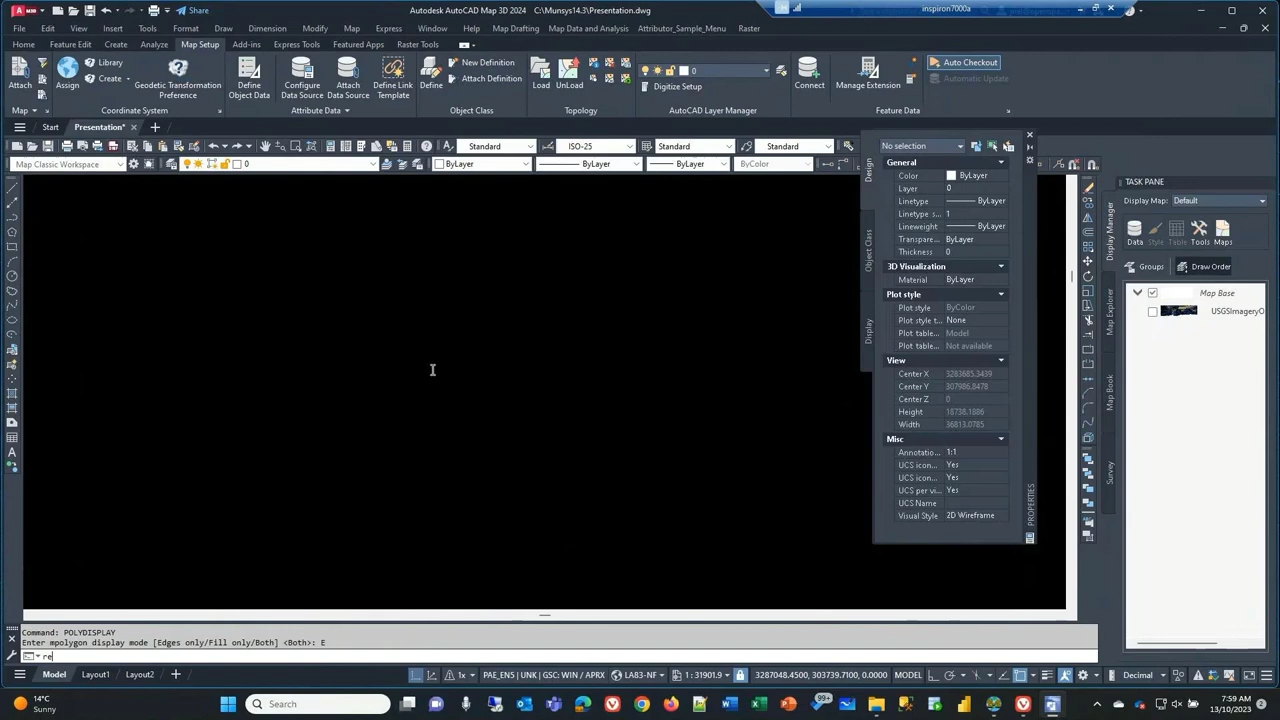 Share
Autodesk AutoCAD Map 3D 2024 C:\Munsys14.3\Presentation.dwg
inspiron7000a
File Edit View Insert Tools Format Draw Dimension Modify Map Express Window Help Map Drafting Map Data and Analysis Attributor_Sample_Menu Raster
Home Feature Edit Create Analyze Map Setup Add-ins Express Tools Featured Apps Raster Tools
Attach
Assign
Library
Create
Geodetic Transformation Preference
Define Object Data
Configure Data Source
Attach Data Source
Define Link Template
Define
New Definition
Attach Definition
Load
UnLoad
0
Digitize Setup
Connect
Manage Extension
Auto Checkout
Automatic Update
Map Coordinate System Attribute Data Object Class Topology AutoCAD Layer Manager Feature Data
Start Presentation*
Standard ISO-25 Standard Standard
Map Classic Workspace 0 ByLayer ByLayer ByLayer ByColor
No selection
General
Color ByLayer
Layer 0
Linetype ByLayer
Linetype s... 1
Lineweight ByLayer
Transpare... ByLayer
Thickness 0
3D Visualization
Material ByLayer
Plot style
Plot style ByColor
Plot style t... None
Plot table... Model
Plot table... Not available
View
Center X 3283685.3439
Center Y 307986.8478
Center Z 0
Height 18738.1886
Width 36813.0785
Misc
Annotatio... 1:1
UCS icon... Yes
UCS icon... Yes
UCS per vi... Yes
UCS Name
Visual Style 2D Wireframe
Design
Object Class
Display
PROPERTIES
TASK PANE
Display Map: Default
Data Style Table Tools Maps
Groups Draw Order
Map Base
USGSImageryO
Display Manager
Map Explorer
Map Book
Survey
Command: POLYDISPLAY
Enter mpolygon display mode [Edges only/Fill only/Both] <Both>: E
re
Model Layout1 Layout2
1x PAE_EN5 | UNK | GSC: WIN / APRX LA83-NF 1:31901.9 3287048.4500, 303739.7100, 0.0000 MODEL Decimal
14°C
Sunny
Search
99+
7:59 AM
13/10/2023